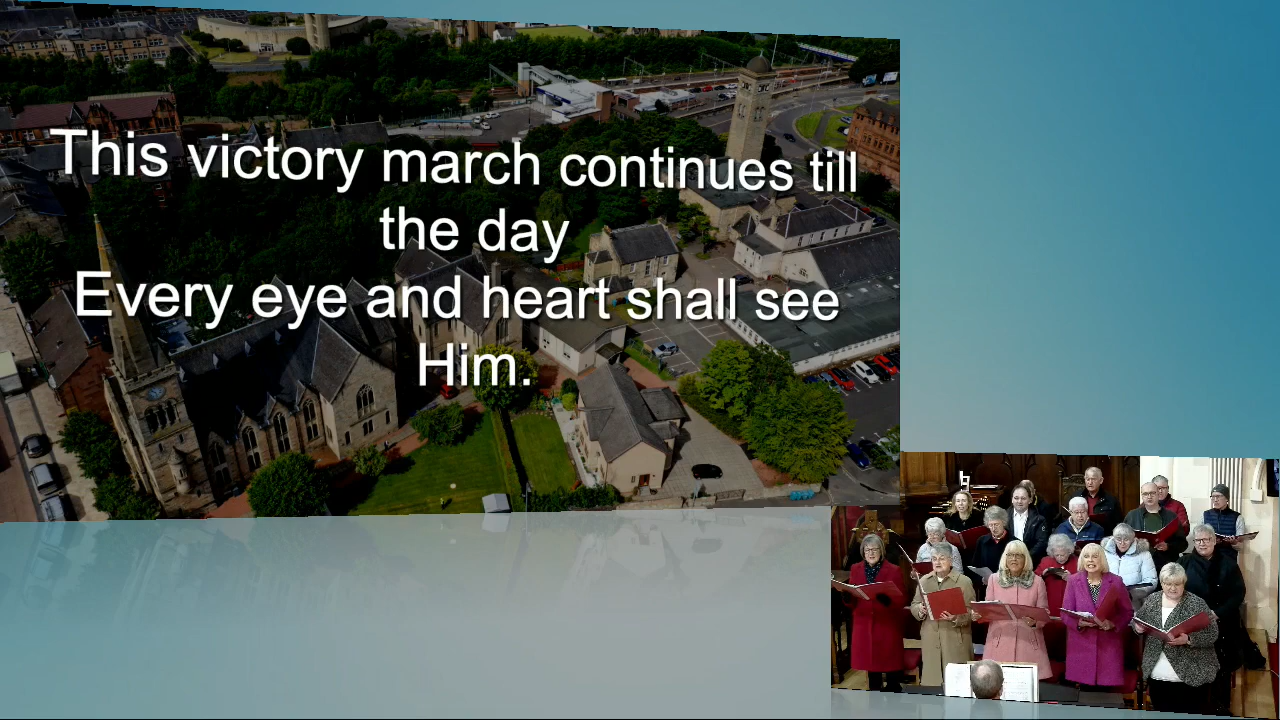 This victory march continues till
the day
Every eye and heart shall see
Him.